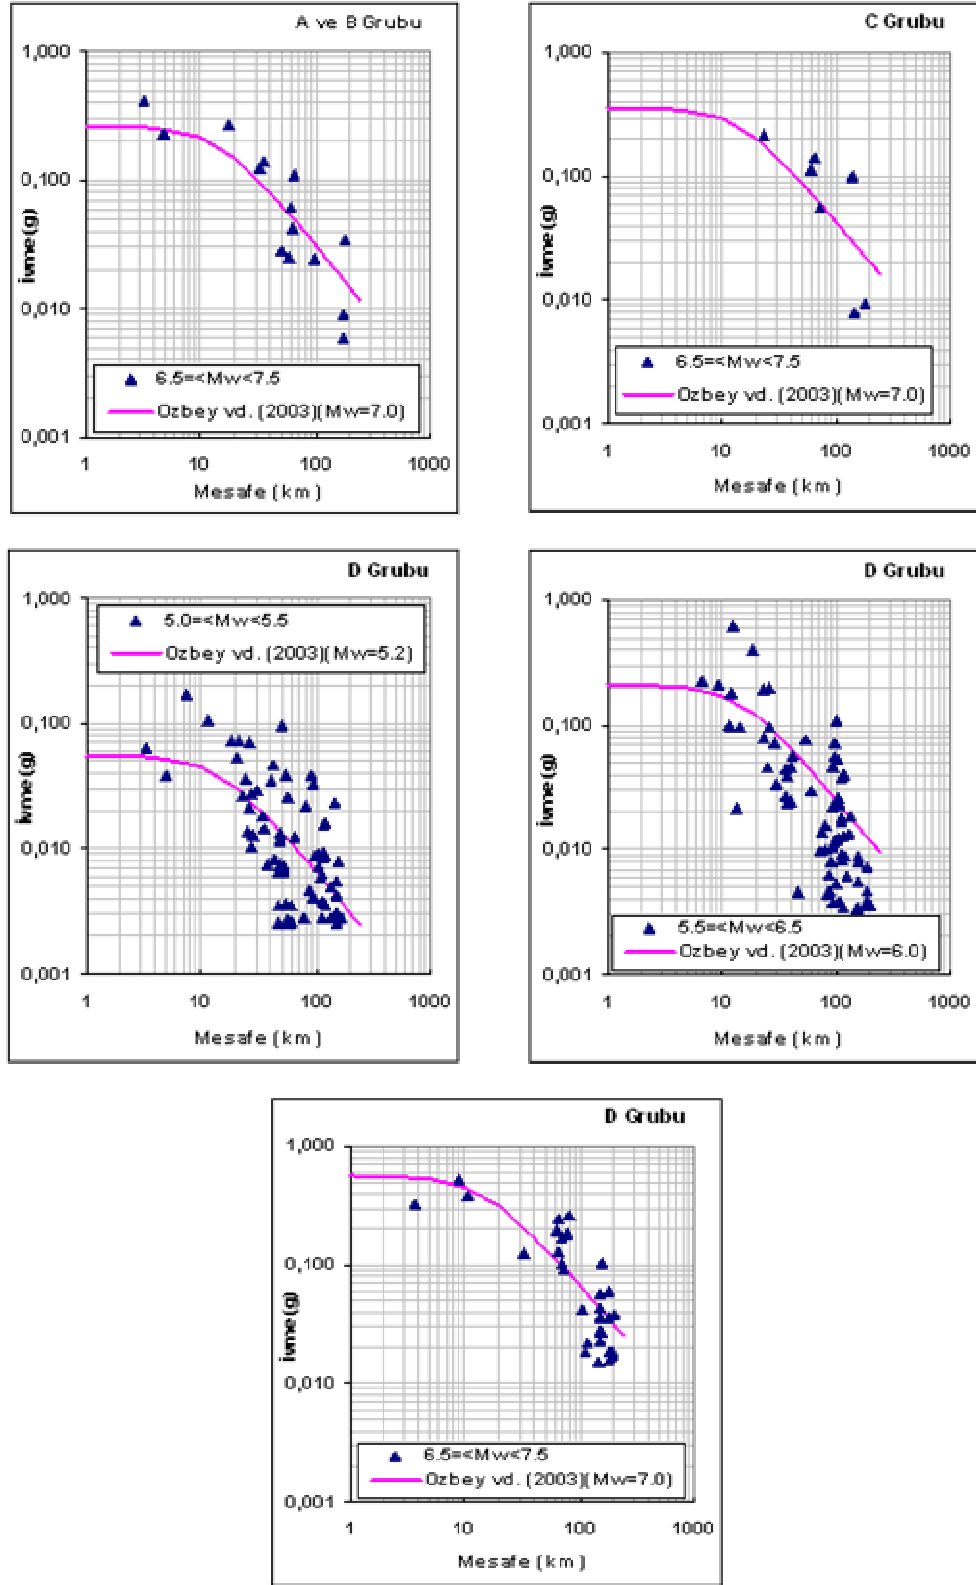 A ve B Grubu
1,000
0,100
0,010
0,001
ivme(g)
6.5=<Mw<7.5
Ozbey vd. (2003)(Mw=7.0)
1 10 100 1000
Mesafe (km)
C Grubu
1,000
0,100
0,010
0,001
ivme(g)
6.5=<Mw<7.5
Ozbey vd. (2003)(Mw=7.0)
1 10 100 1000
Mesafe (km)
D Grubu
1,000
0,100
0,010
0,001
ivme(g)
5.0=<Mw<5.5
Ozbey vd. (2003)(Mw=5.2)
1 10 100 1000
Mesafe (km)
D Grubu
1,000
0,100
0,010
0,001
ivme(g)
5.5=<Mw<6.5
Ozbey vd. (2003)(Mw=6.0)
1 10 100 1000
Mesafe (km)
D Grubu
1,000
0,100
0,010
0,001
ivme(g)
6.5=<Mw<7.5
Ozbey vd. (2003)(Mw=7.0)
1 10 100 1000
Mesafe (km)